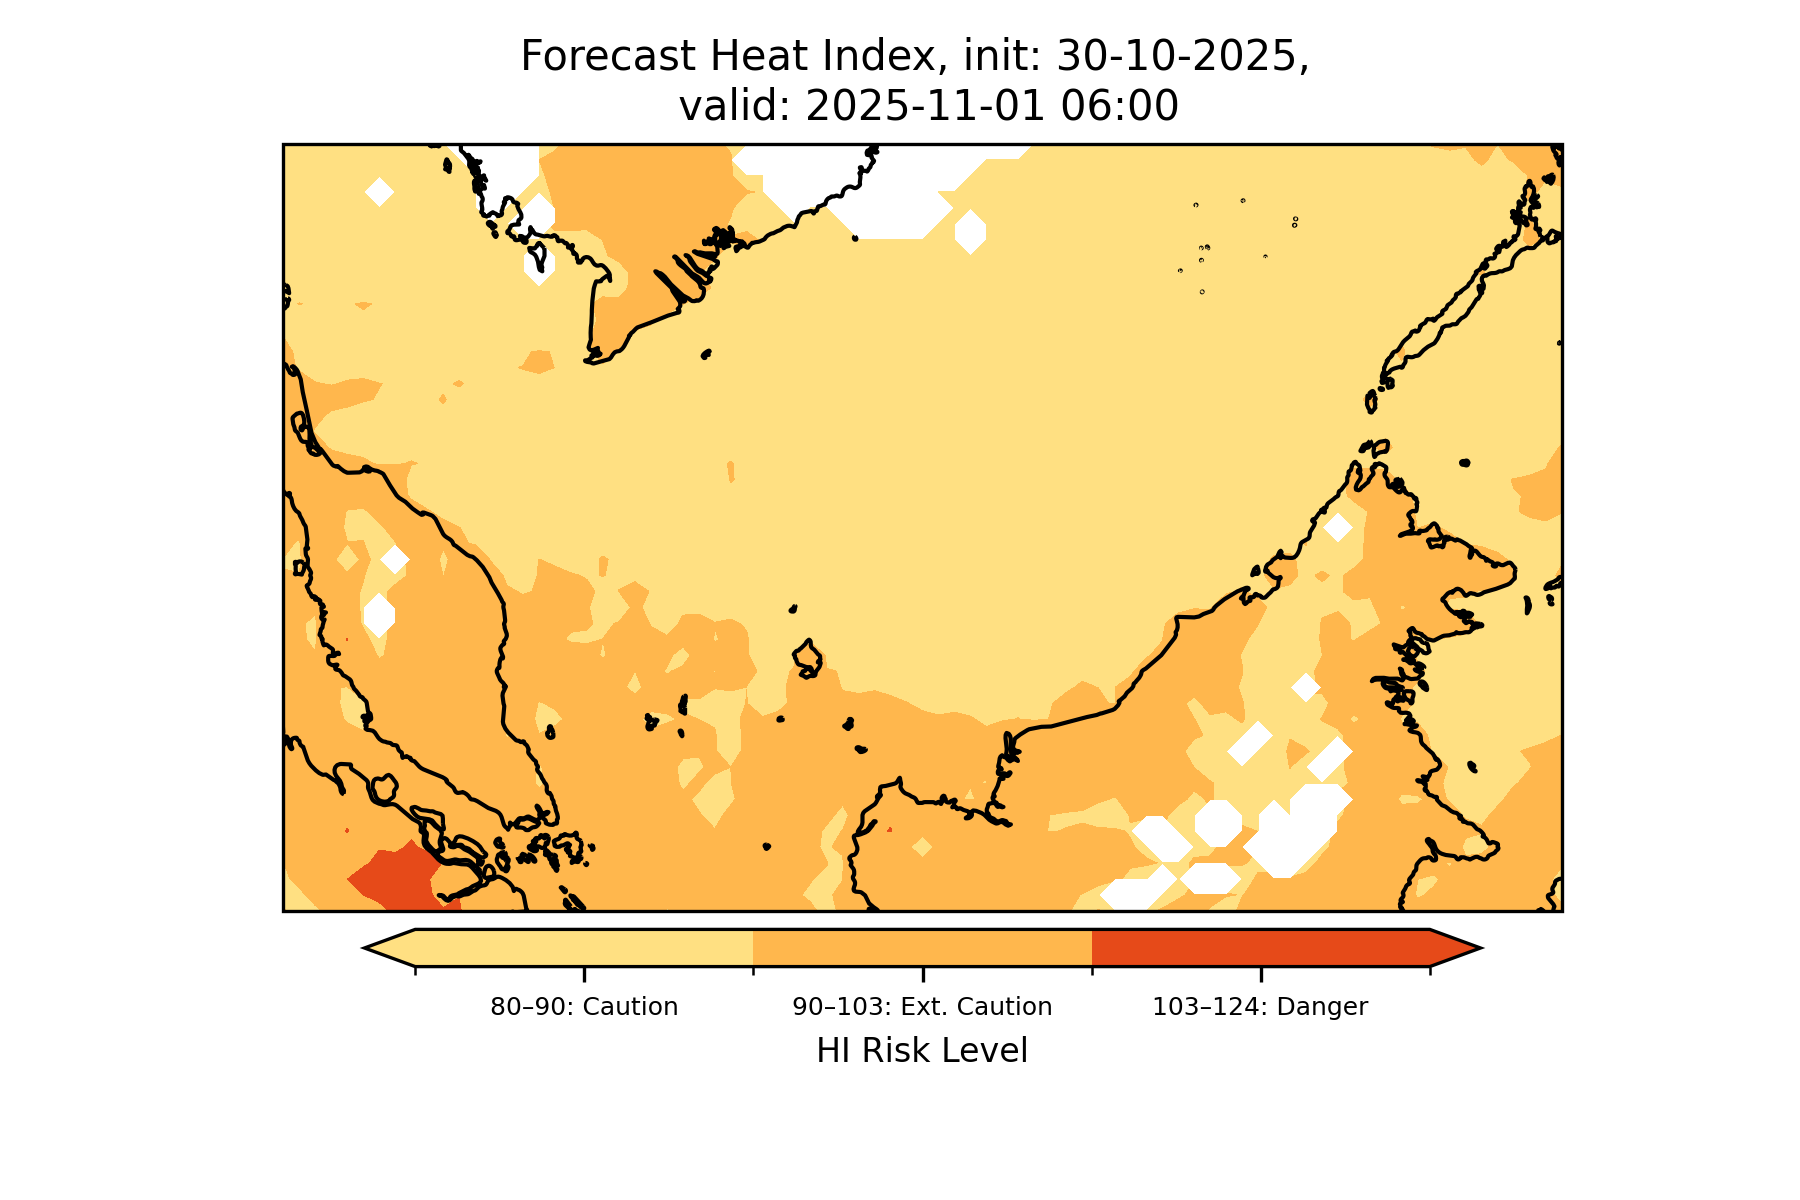 Forecast Heat Index, init: 30-10-2025,
valid: 2025-11-01 06:00
80–90: Caution
90–103: Ext. Caution
103–124: Danger
HI Risk Level